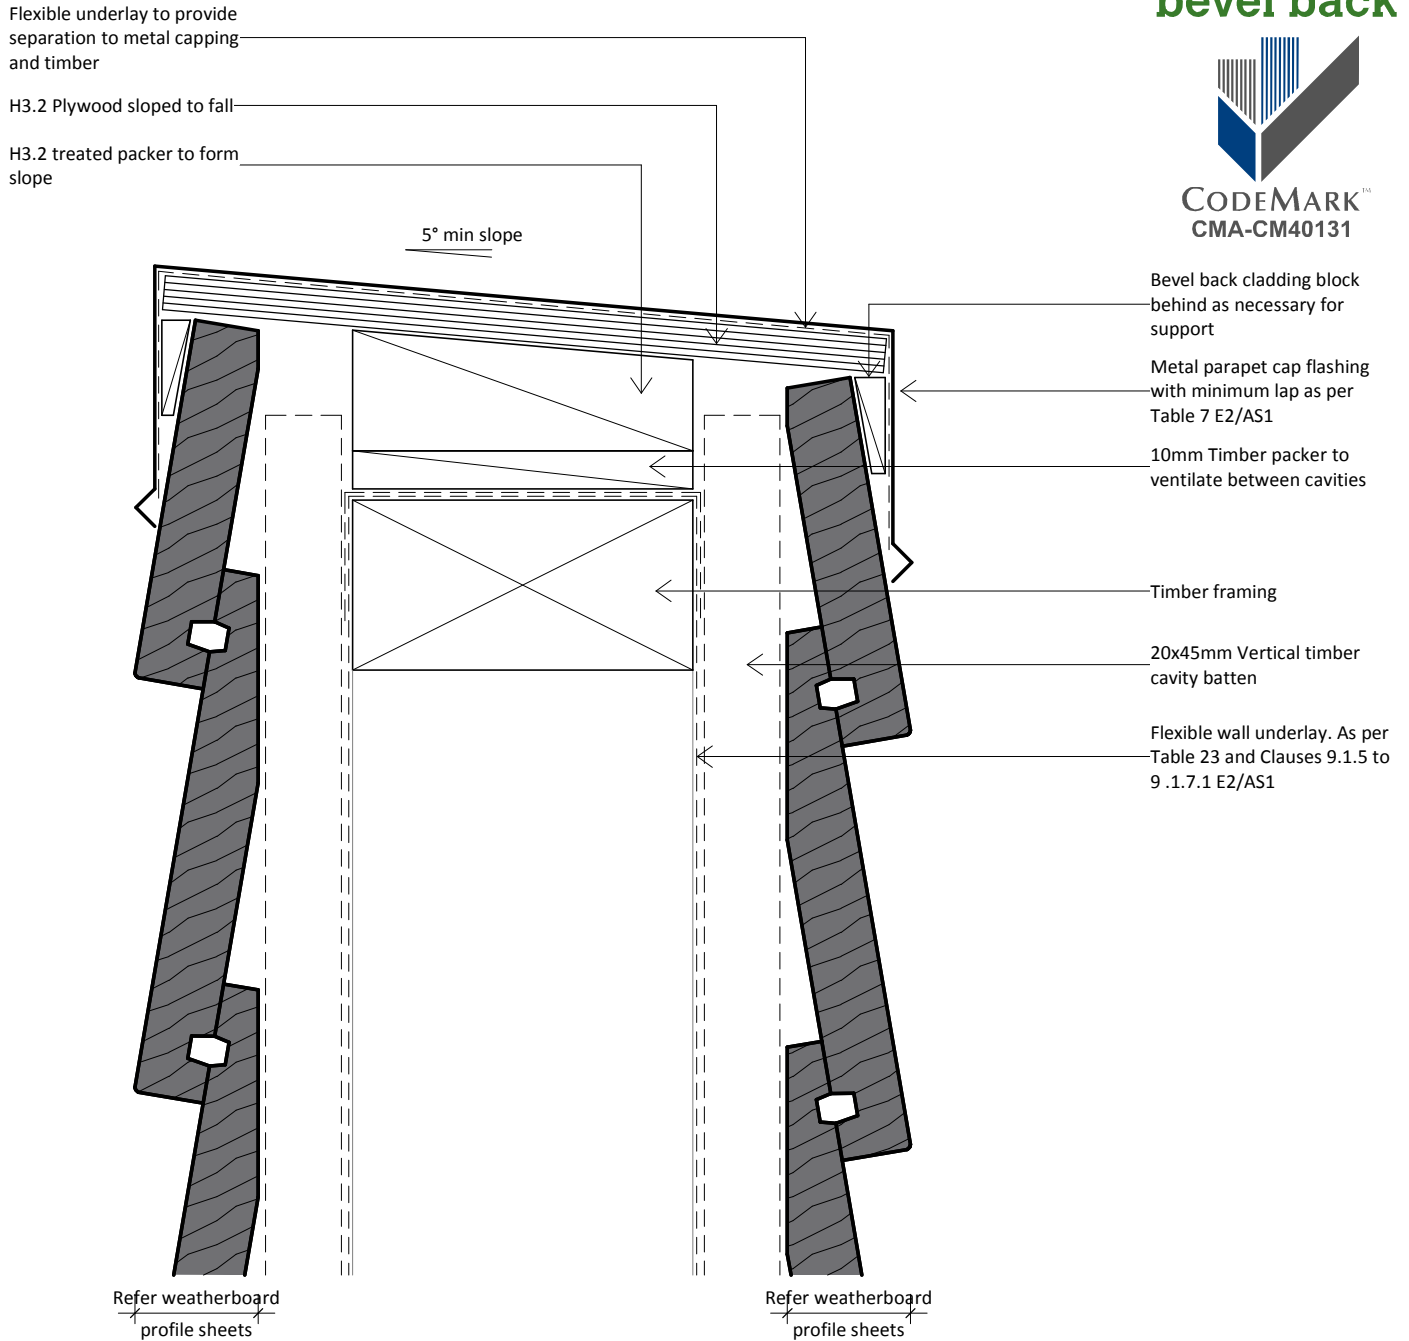 Flexible underlay to provide
separation to metal capping
and timber
H3.2 Plywood sloped to fall
H3.2 treated packer to form
slope
5° min slope
bevel back
CODEMARK™
CMA-CM40131
Bevel back cladding block
behind as necessary for
support
Metal parapet cap flashing
with minimum lap as per
Table 7 E2/AS1
10mm Timber packer to
ventilate between cavities
Timber framing
20x45mm Vertical timber
cavity batten
Flexible wall underlay. As per
Table 23 and Clauses 9.1.5 to
9 .1.7.1 E2/AS1
Refer weatherboard
profile sheets
Refer weatherboard
profile sheets